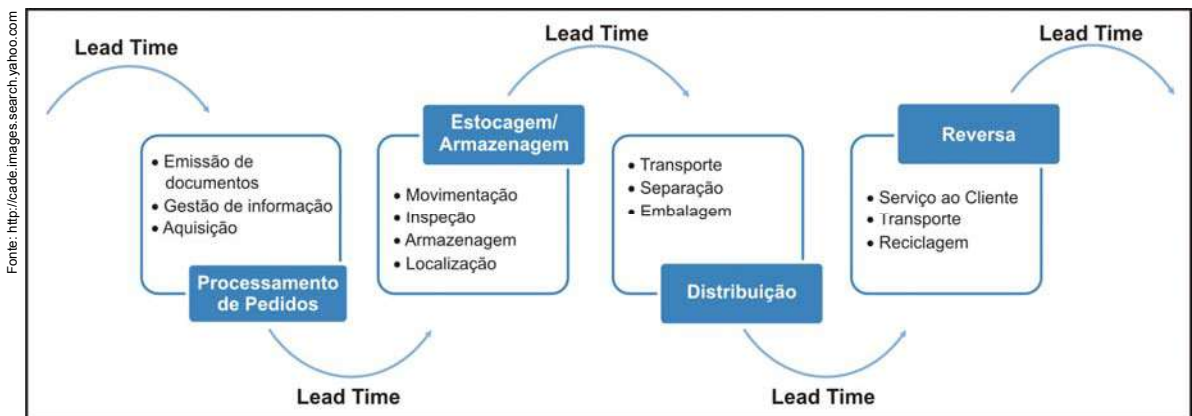 Fonte: http://cade.images.search.yahoo.com
Lead Time
Lead Time
Lead Time
• Emissão de
documentos
• Gestão de informação
• Aquisição
Processamento
de Pedidos
Estocagem/
Armazenagem
• Movimentação
• Inspeção
• Armazenagem
• Localização
• Transporte
• Separação
• Embalagem
Distribuição
Reversa
• Serviço ao Cliente
• Transporte
• Reciclagem
Lead Time
Lead Time